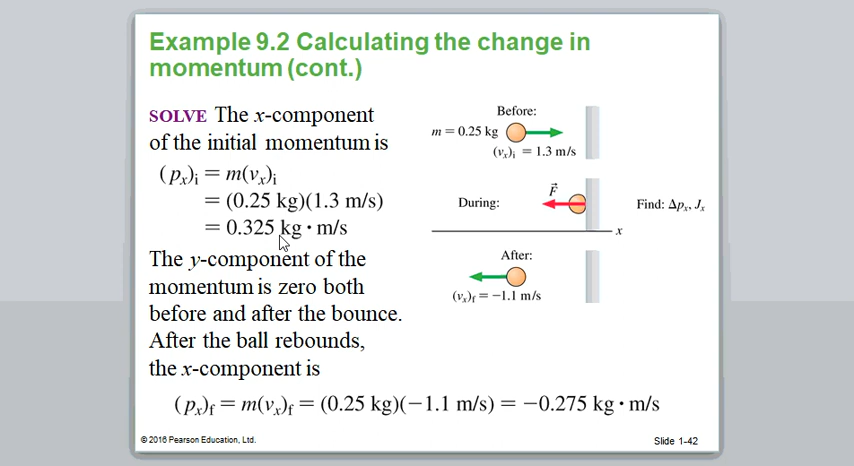 Example 9.2 Calculating the change in
momentum (cont.)
SOLVE The x-component
of the initial momentum is
(pₓ)ᵢ = m(vₓ)ᵢ
= (0.25 kg)(1.3 m/s)
= 0.325 kg · m/s
The y-component of the
momentum is zero both
before and after the bounce.
After the ball rebounds,
the x-component is
(pₓ)f = m(vₓ)f = (0.25 kg)(−1.1 m/s) = −0.275 kg · m/s
Before:
m = 0.25 kg
(vₓ)ᵢ = 1.3 m/s
During:
F⃗
Find: Δpₓ, Jₓ
x
After:
(vₓ)f = −1.1 m/s
© 2016 Pearson Education, Ltd.
Slide 1-42